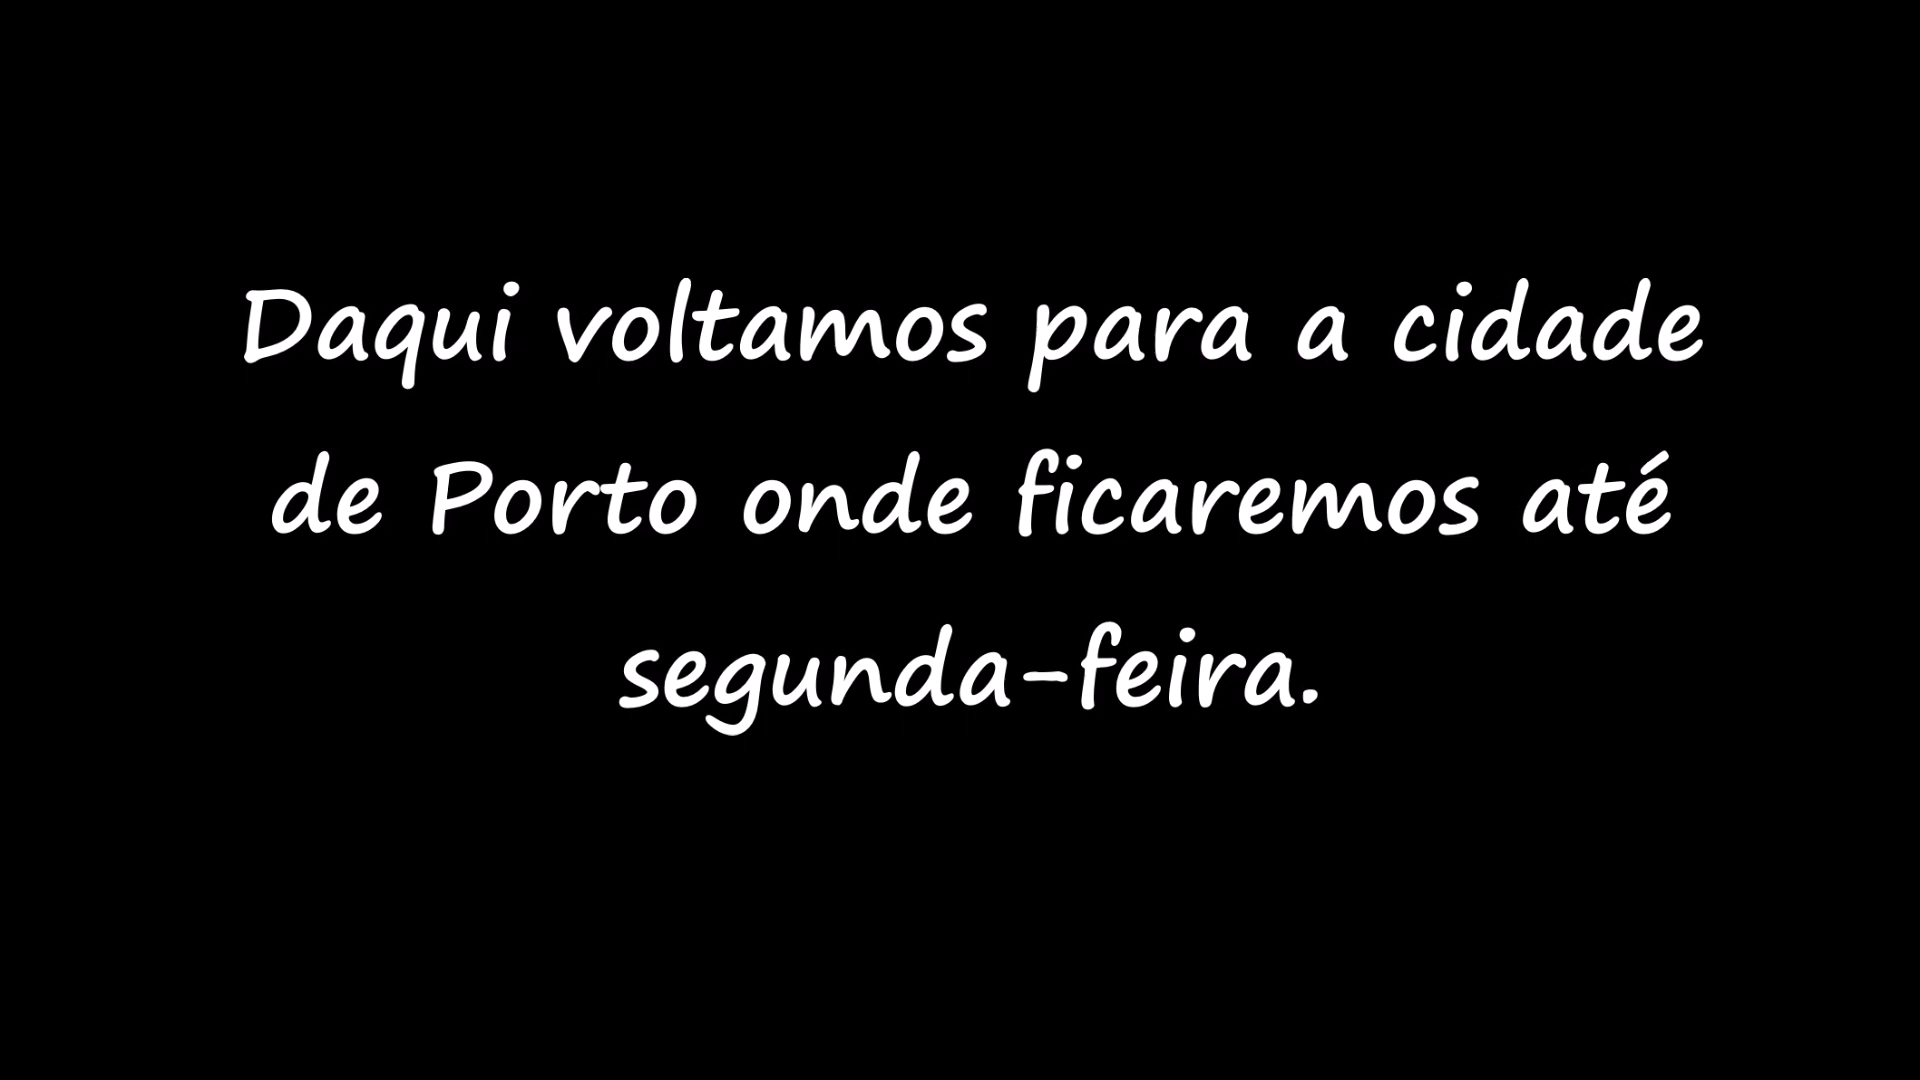 Daqui voltamos para a cidade
de Porto onde ficaremos até
segunda-feira.